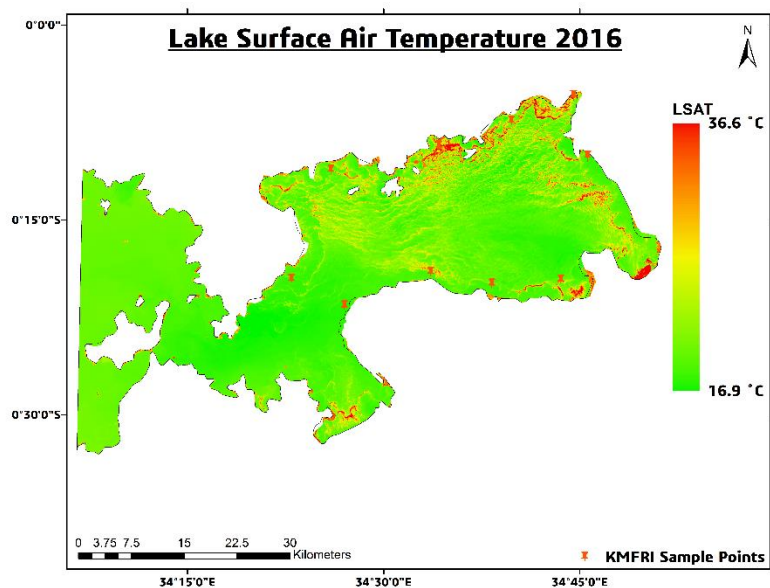 Lake Surface Air Temperature 2016
0°0'0"
N
LSAT
36.6 °C
0°15'0"S
16.9 °C
0°30'0"S
0 3.75 7.5 15 22.5 30
Kilometers
KMFRI Sample Points
34°15'0"E 34°30'0"E 34°45'0"E